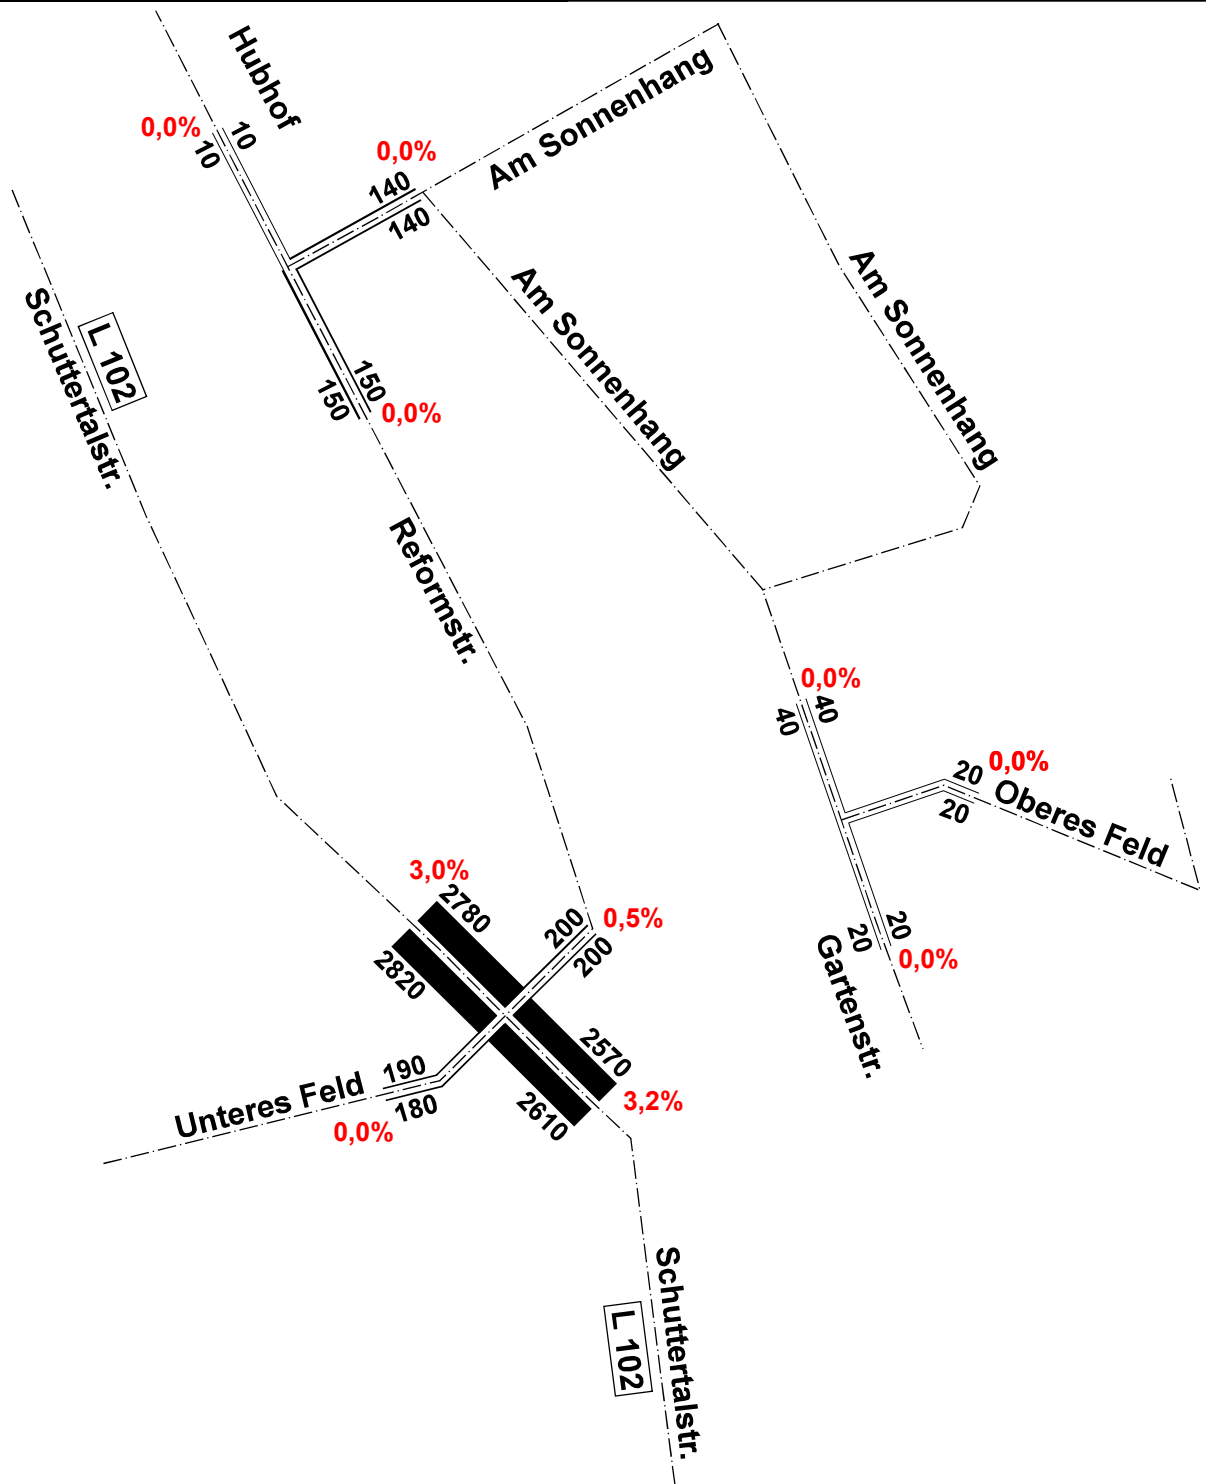 Hubhof
0,0%
10
10
0,0%
140
140
Am Sonnenhang
Am Sonnenhang
Am Sonnenhang
Schuttertalstr.
L 102
150
150
0,0%
Reformstr.
0,0%
40
40
20
0,0%
20
Oberes Feld
20
20
0,0%
Gartenstr.
3,0%
2780
2820
200
0,5%
200
2570
2610
3,2%
190
180
Unteres Feld
0,0%
Schuttertalstr.
L 102